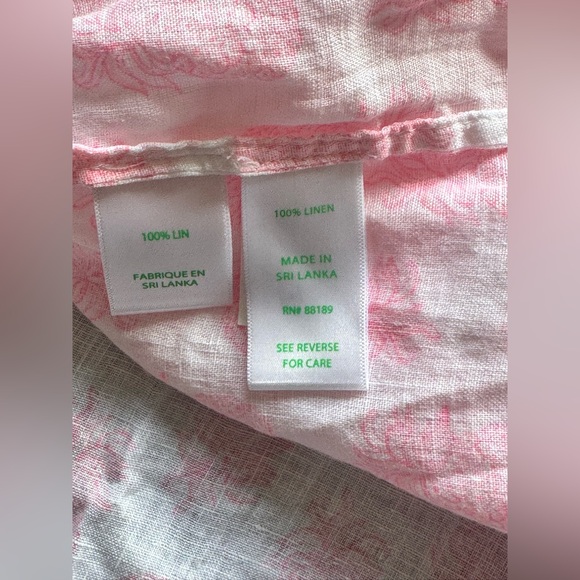 100% LIN
FABRIQUE EN
SRI LANKA
100% LINEN
MADE IN
SRI LANKA
RN# 88189
SEE REVERSE
FOR CARE